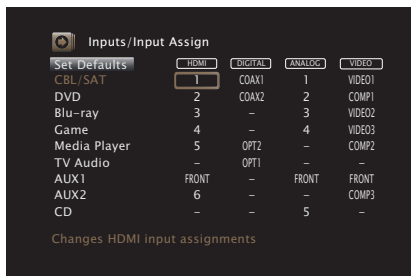 Inputs/Input Assign
Set Defaults HDMI DIGITAL ANALOG VIDEO
CBL/SAT 1 COAX1 1 VIDEO1
DVD 2 COAX2 2 COMP1
Blu-ray 3 – 3 VIDEO2
Game 4 – 4 VIDEO3
Media Player 5 OPT2 – COMP2
TV Audio – OPT1 – –
AUX1 FRONT – FRONT FRONT
AUX2 6 – – COMP3
CD – – 5 –
Changes HDMI input assignments